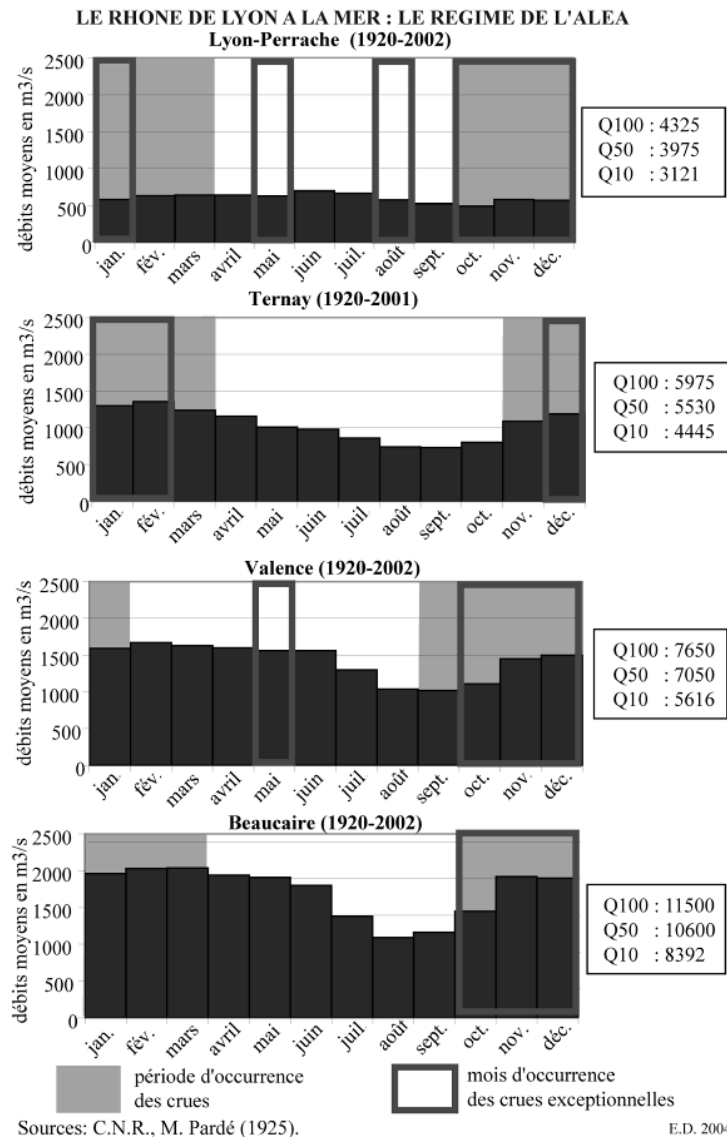 LE RHONE DE LYON A LA MER : LE REGIME DE L'ALEA
Lyon-Perrache (1920-2002)
débits moyens en m3/s
2500
2000
1500
1000
500
0
jan. fév. mars avril mai juin juil. août sept. oct. nov. déc.
Q100 : 4325
Q50 : 3975
Q10 : 3121
Ternay (1920-2001)
débits moyens en m3/s
2500
2000
1500
1000
500
0
jan. fév. mars avril mai juin juil. août sept. oct. nov. déc.
Q100 : 5975
Q50 : 5530
Q10 : 4445
Valence (1920-2002)
débits moyens en m3/s
2500
2000
1500
1000
500
0
jan. fév. mars avril mai juin juil. août sept. oct. nov. déc.
Q100 : 7650
Q50 : 7050
Q10 : 5616
Beaucaire (1920-2002)
débits moyens en m3/s
2500
2000
1500
1000
500
0
jan. fév. mars avril mai juin juil. août sept. oct. nov. déc.
Q100 : 11500
Q50 : 10600
Q10 : 8392
période d'occurrence
des crues
mois d'occurrence
des crues exceptionnelles
Sources: C.N.R., M. Pardé (1925).
E.D. 2004